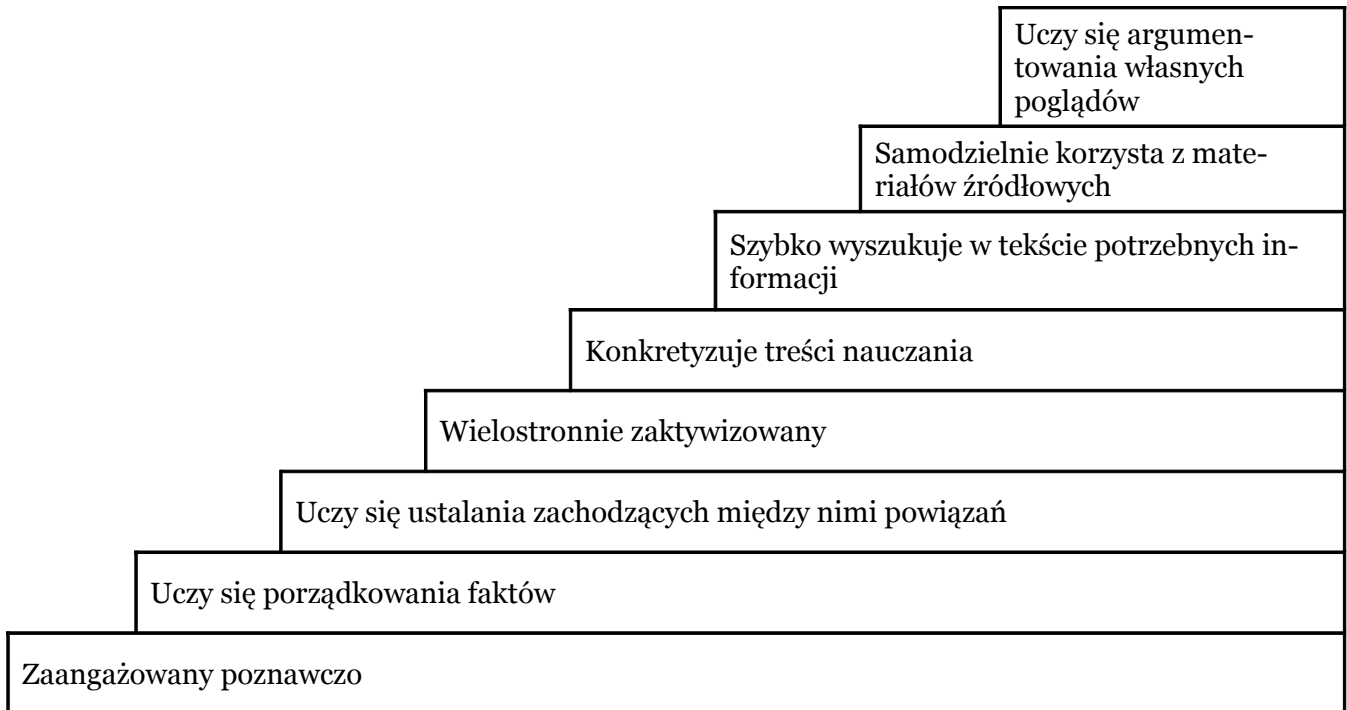 Uczy się argumen-
towania własnych
poglądów
Samodzielnie korzysta z mate-
riałów źródłowych
Szybko wyszukuje w tekście potrzebnych in-
formacji
Konkretyzuje treści nauczania
Wielostronnie zaktywizowany
Uczy się ustalania zachodzących między nimi powiązań
Uczy się porządkowania faktów
Zaangażowany poznawczo